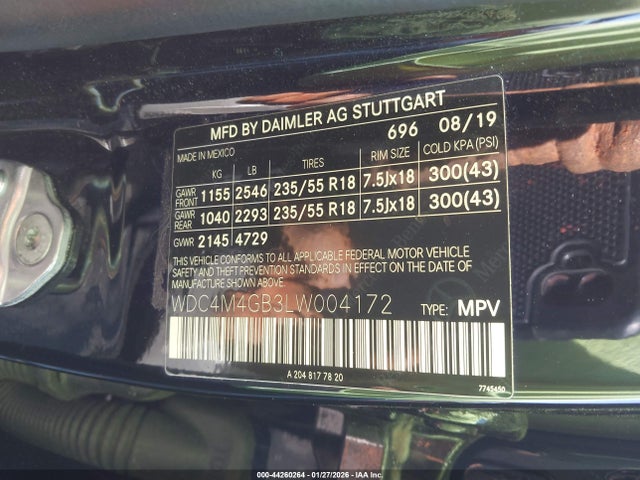 MFD BY DAIMLER AG STUTTGART
MADE IN MEXICO 696 08/19
KG LB TIRES RIM SIZE COLD KPA (PSI)
GAWR FRONT 1155 2546 235/55 R18 7.5Jx18 300(43)
GAWR REAR 1040 2293 235/55 R18 7.5Jx18 300(43)
GVWR 2145 4729
THIS VEHICLE CONFORMS TO ALL APPLICABLE FEDERAL MOTOR VEHICLE
SAFETY, BUMPER, AND THEFT PREVENTION
STANDARDS IN EFFECT ON THE DATE OF
MANUFACTURE SHOWN ABOVE.
WDC4M4GB3LW004172 TYPE: MPV
A 204 817 78 20
7745450
000-44260264 | 01/27/2026 | IAA Inc.